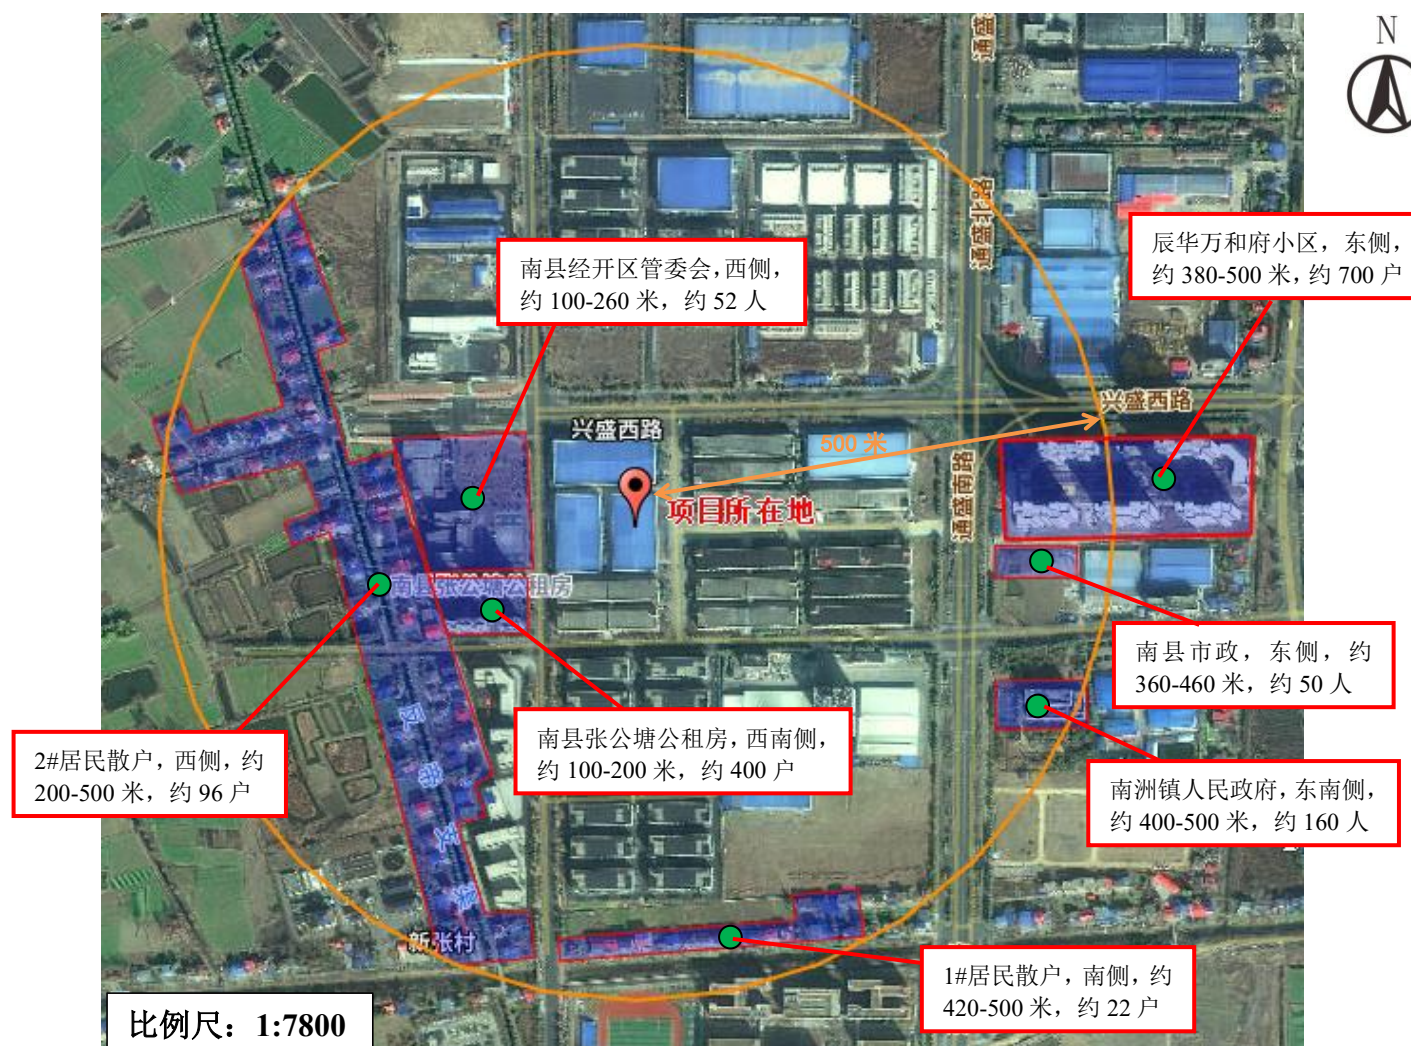 N
通盛
通盛北路
辰华万和府小区，东侧，
约 380-500 米，约 700 户
南县经开区管委会，西侧，
约 100-260 米，约 52 人
兴盛西路
兴盛西路
500 米
通盛南路
项目所在地
南县张公塘公租房
南县市政，东侧，约
360-460 米，约 50 人
南县张公塘公租房，西南侧，
约 100-200 米，约 400 户
2#居民散户，西侧，约
200-500 米，约 96 户
南洲镇人民政府，东南侧，
约 400-500 米，约 160 人
新张村
1#居民散户，南侧，约
420-500 米，约 22 户
比例尺：1:7800